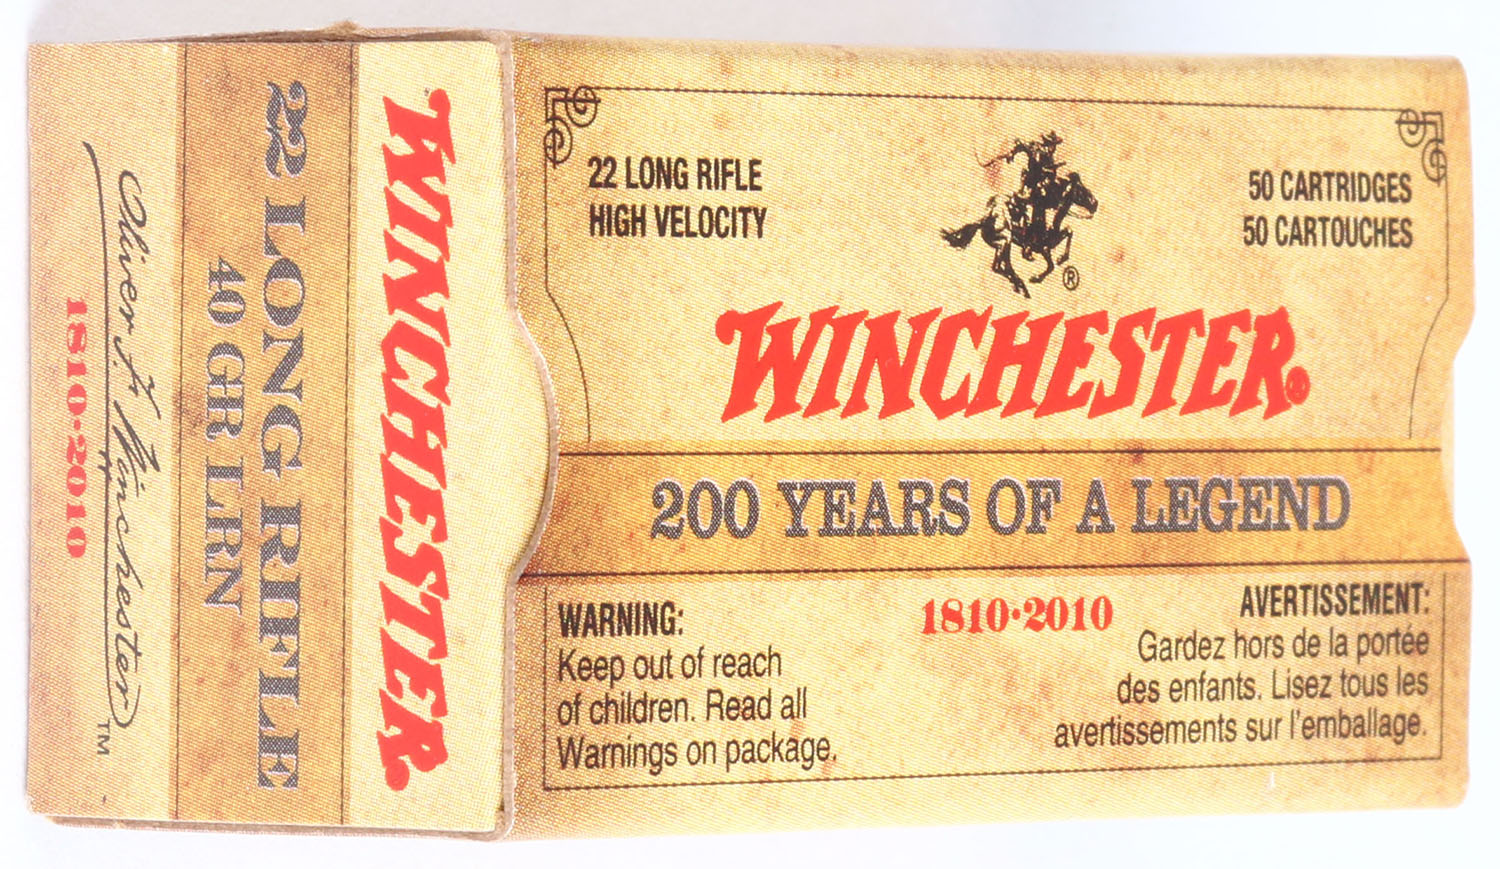 WINCHESTER®
22 LONG RIFLE
40 GR LRN
Oliver F. Winchester
TM
1810•2010
22 LONG RIFLE
HIGH VELOCITY
50 CARTRIDGES
50 CARTOUCHES
®
WINCHESTER®
200 YEARS OF A LEGEND
1810•2010
WARNING:
Keep out of reach
of children. Read all
Warnings on package.
AVERTISSEMENT:
Gardez hors de la portée
des enfants. Lisez tous les
avertissements sur l'emballage.